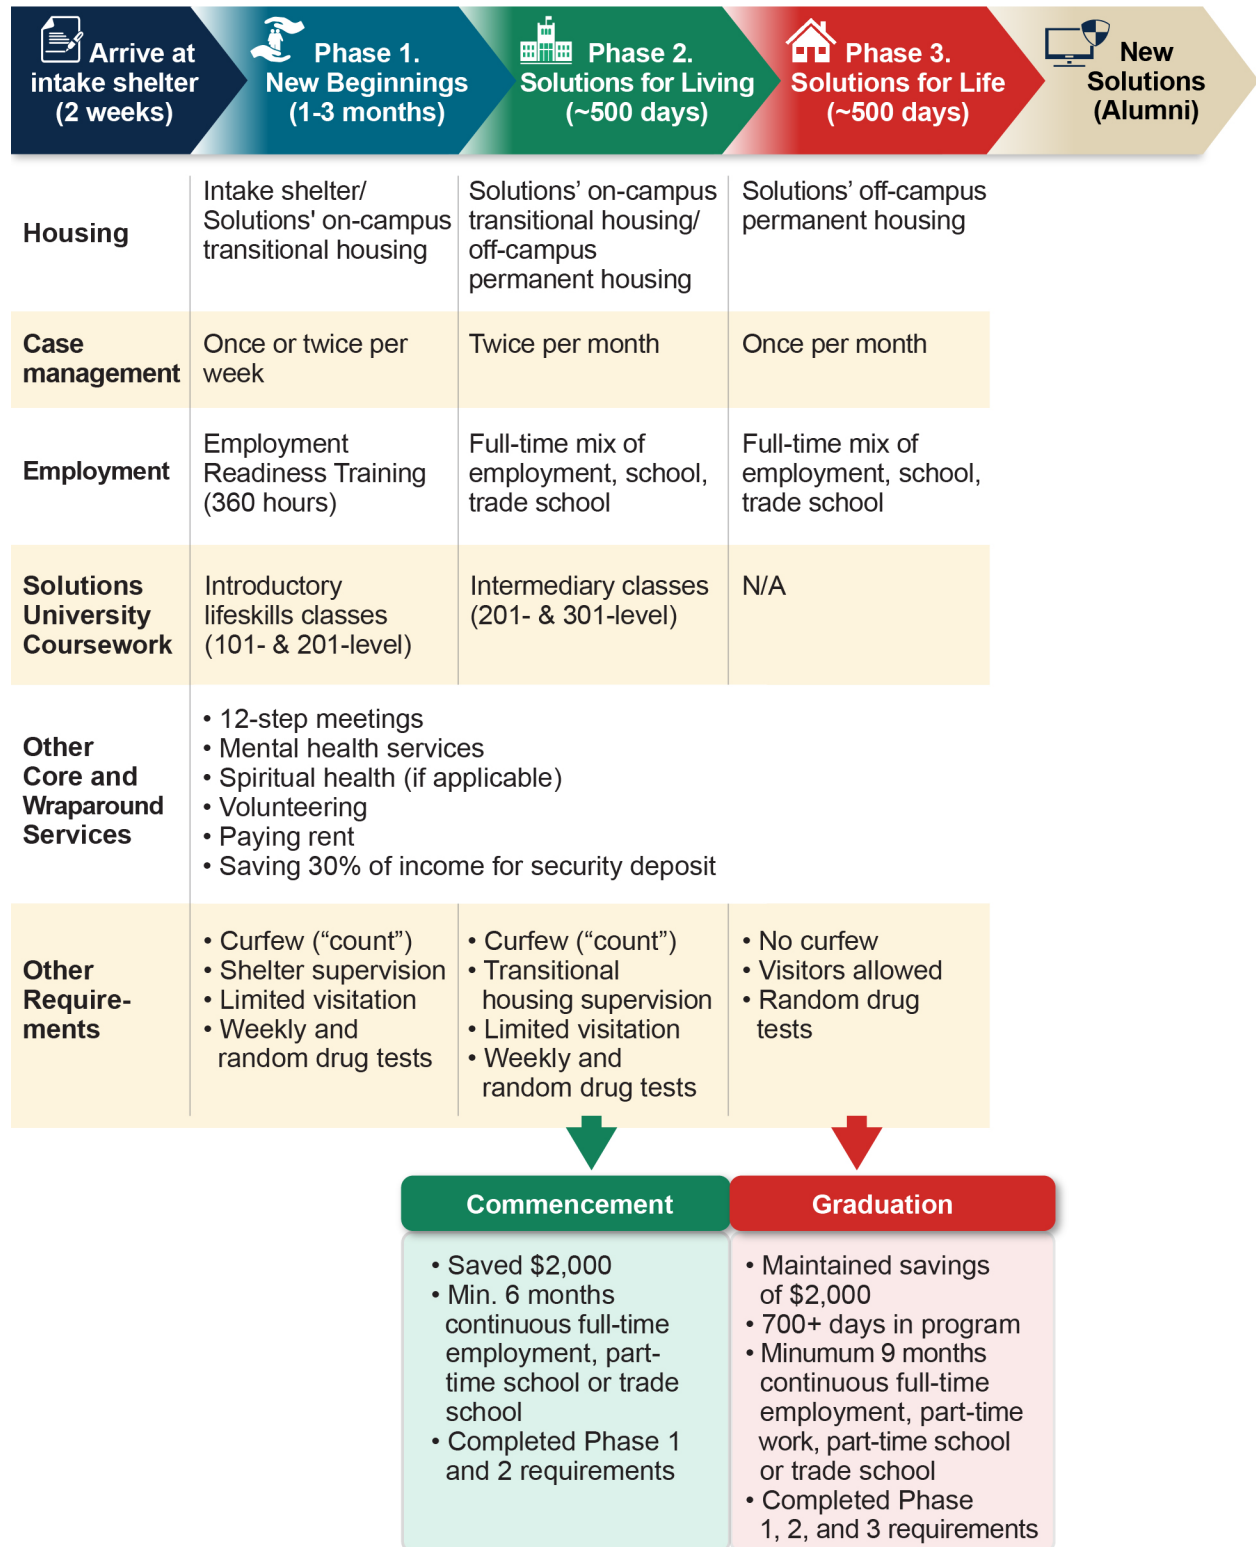 Arrive at
intake shelter
(2 weeks)
Phase 1.
New Beginnings
(1-3 months)
Phase 2.
Solutions for Living
(~500 days)
Phase 3.
Solutions for Life
(~500 days)
New
Solutions
(Alumni)
Housing
Intake shelter/
Solutions' on-campus
transitional housing
Solutions’ on-campus
transitional housing/
off-campus
permanent housing
Solutions’ off-campus
permanent housing
Case
management
Once or twice per
week
Twice per month
Once per month
Employment
Employment
Readiness Training
(360 hours)
Full-time mix of
employment, school,
trade school
Full-time mix of
employment, school,
trade school
Solutions
University
Coursework
Introductory
lifeskills classes
(101- & 201-level)
Intermediary classes
(201- & 301-level)
N/A
Other
Core and
Wraparound
Services
• 12-step meetings
• Mental health services
• Spiritual health (if applicable)
• Volunteering
• Paying rent
• Saving 30% of income for security deposit
Other
Require-
ments
• Curfew (“count”)
• Shelter supervision
• Limited visitation
• Weekly and
random drug tests
• Curfew (“count”)
• Transitional
housing supervision
• Limited visitation
• Weekly and
random drug tests
• No curfew
• Visitors allowed
• Random drug
tests
Commencement
• Saved $2,000
• Min. 6 months
continuous full-time
employment, part-
time school or trade
school
• Completed Phase 1
and 2 requirements
Graduation
• Maintained savings
of $2,000
• 700+ days in program
• Minumum 9 months
continuous full-time
employment, part-time
work, part-time school
or trade school
• Completed Phase
1, 2, and 3 requirements